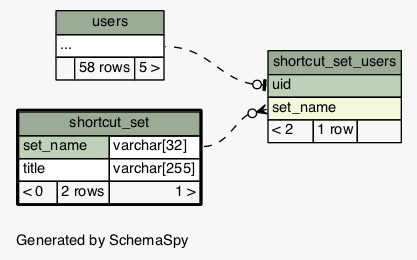 users
...
58 rows 5 >
shortcut_set_users
uid
set_name
< 2 1 row
shortcut_set
set_name varchar[32]
title varchar[255]
< 0 2 rows 1 >
Generated by SchemaSpy